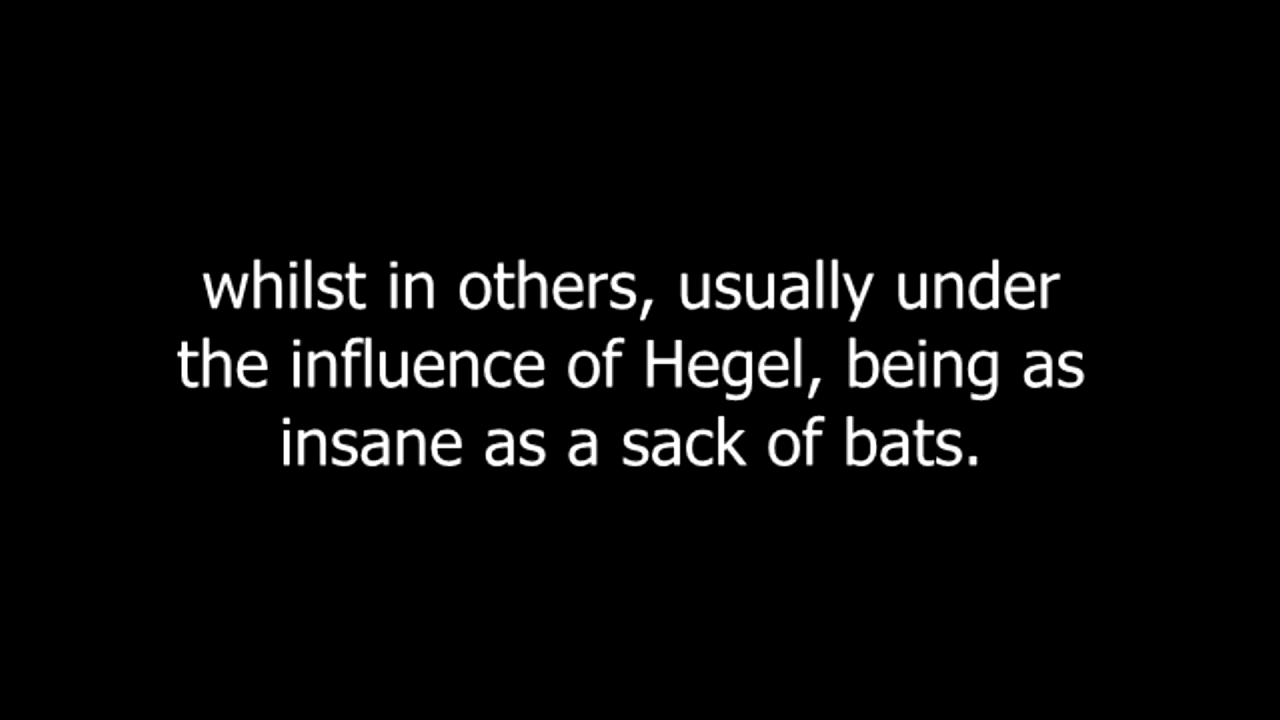 whilst in others, usually under
the influence of Hegel, being as
insane as a sack of bats.